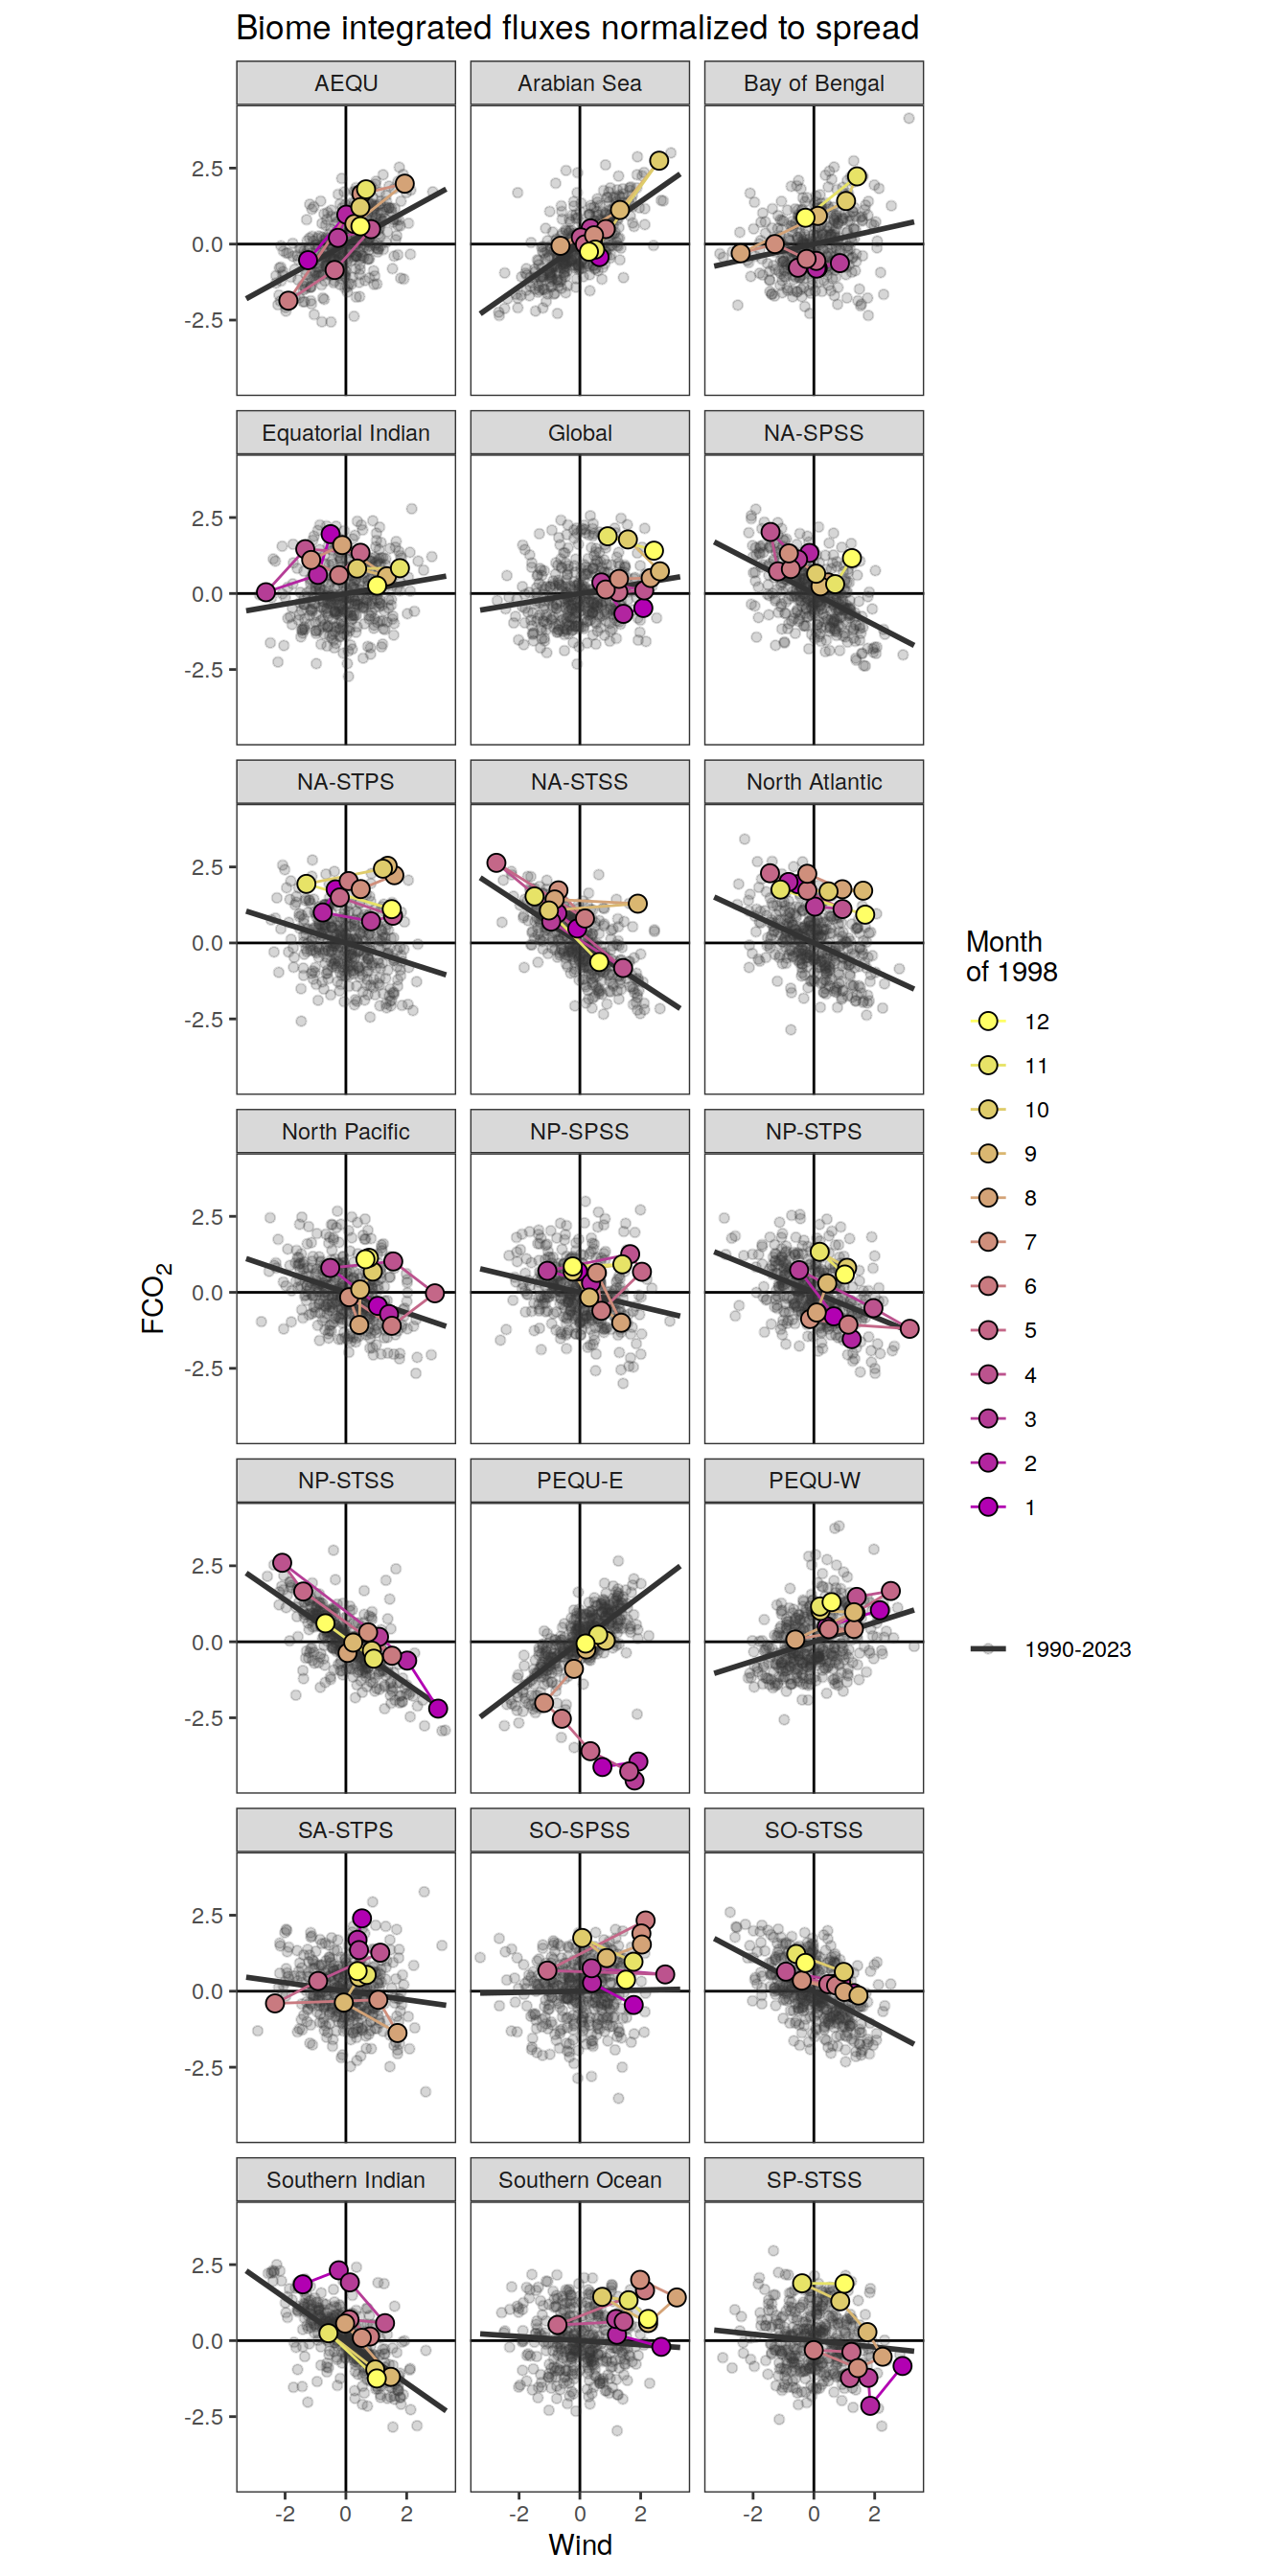 Biome integrated fluxes normalized to spread
AEQU
Arabian Sea
Bay of Bengal
2.5
0.0
-2.5
Equatorial Indian
Global
NA-SPSS
2.5
0.0
-2.5
NA-STPS
NA-STSS
North Atlantic
2.5
0.0
-2.5
North Pacific
NP-SPSS
NP-STPS
2.5
0.0
-2.5
NP-STSS
PEQU-E
PEQU-W
2.5
0.0
-2.5
SA-STPS
SO-SPSS
SO-STSS
2.5
0.0
-2.5
Southern Indian
Southern Ocean
SP-STSS
2.5
0.0
-2.5
-2 0 2
-2 0 2
-2 0 2
Wind
FCO₂
Month
of 1998
12
11
10
9
8
7
6
5
4
3
2
1
1990-2023